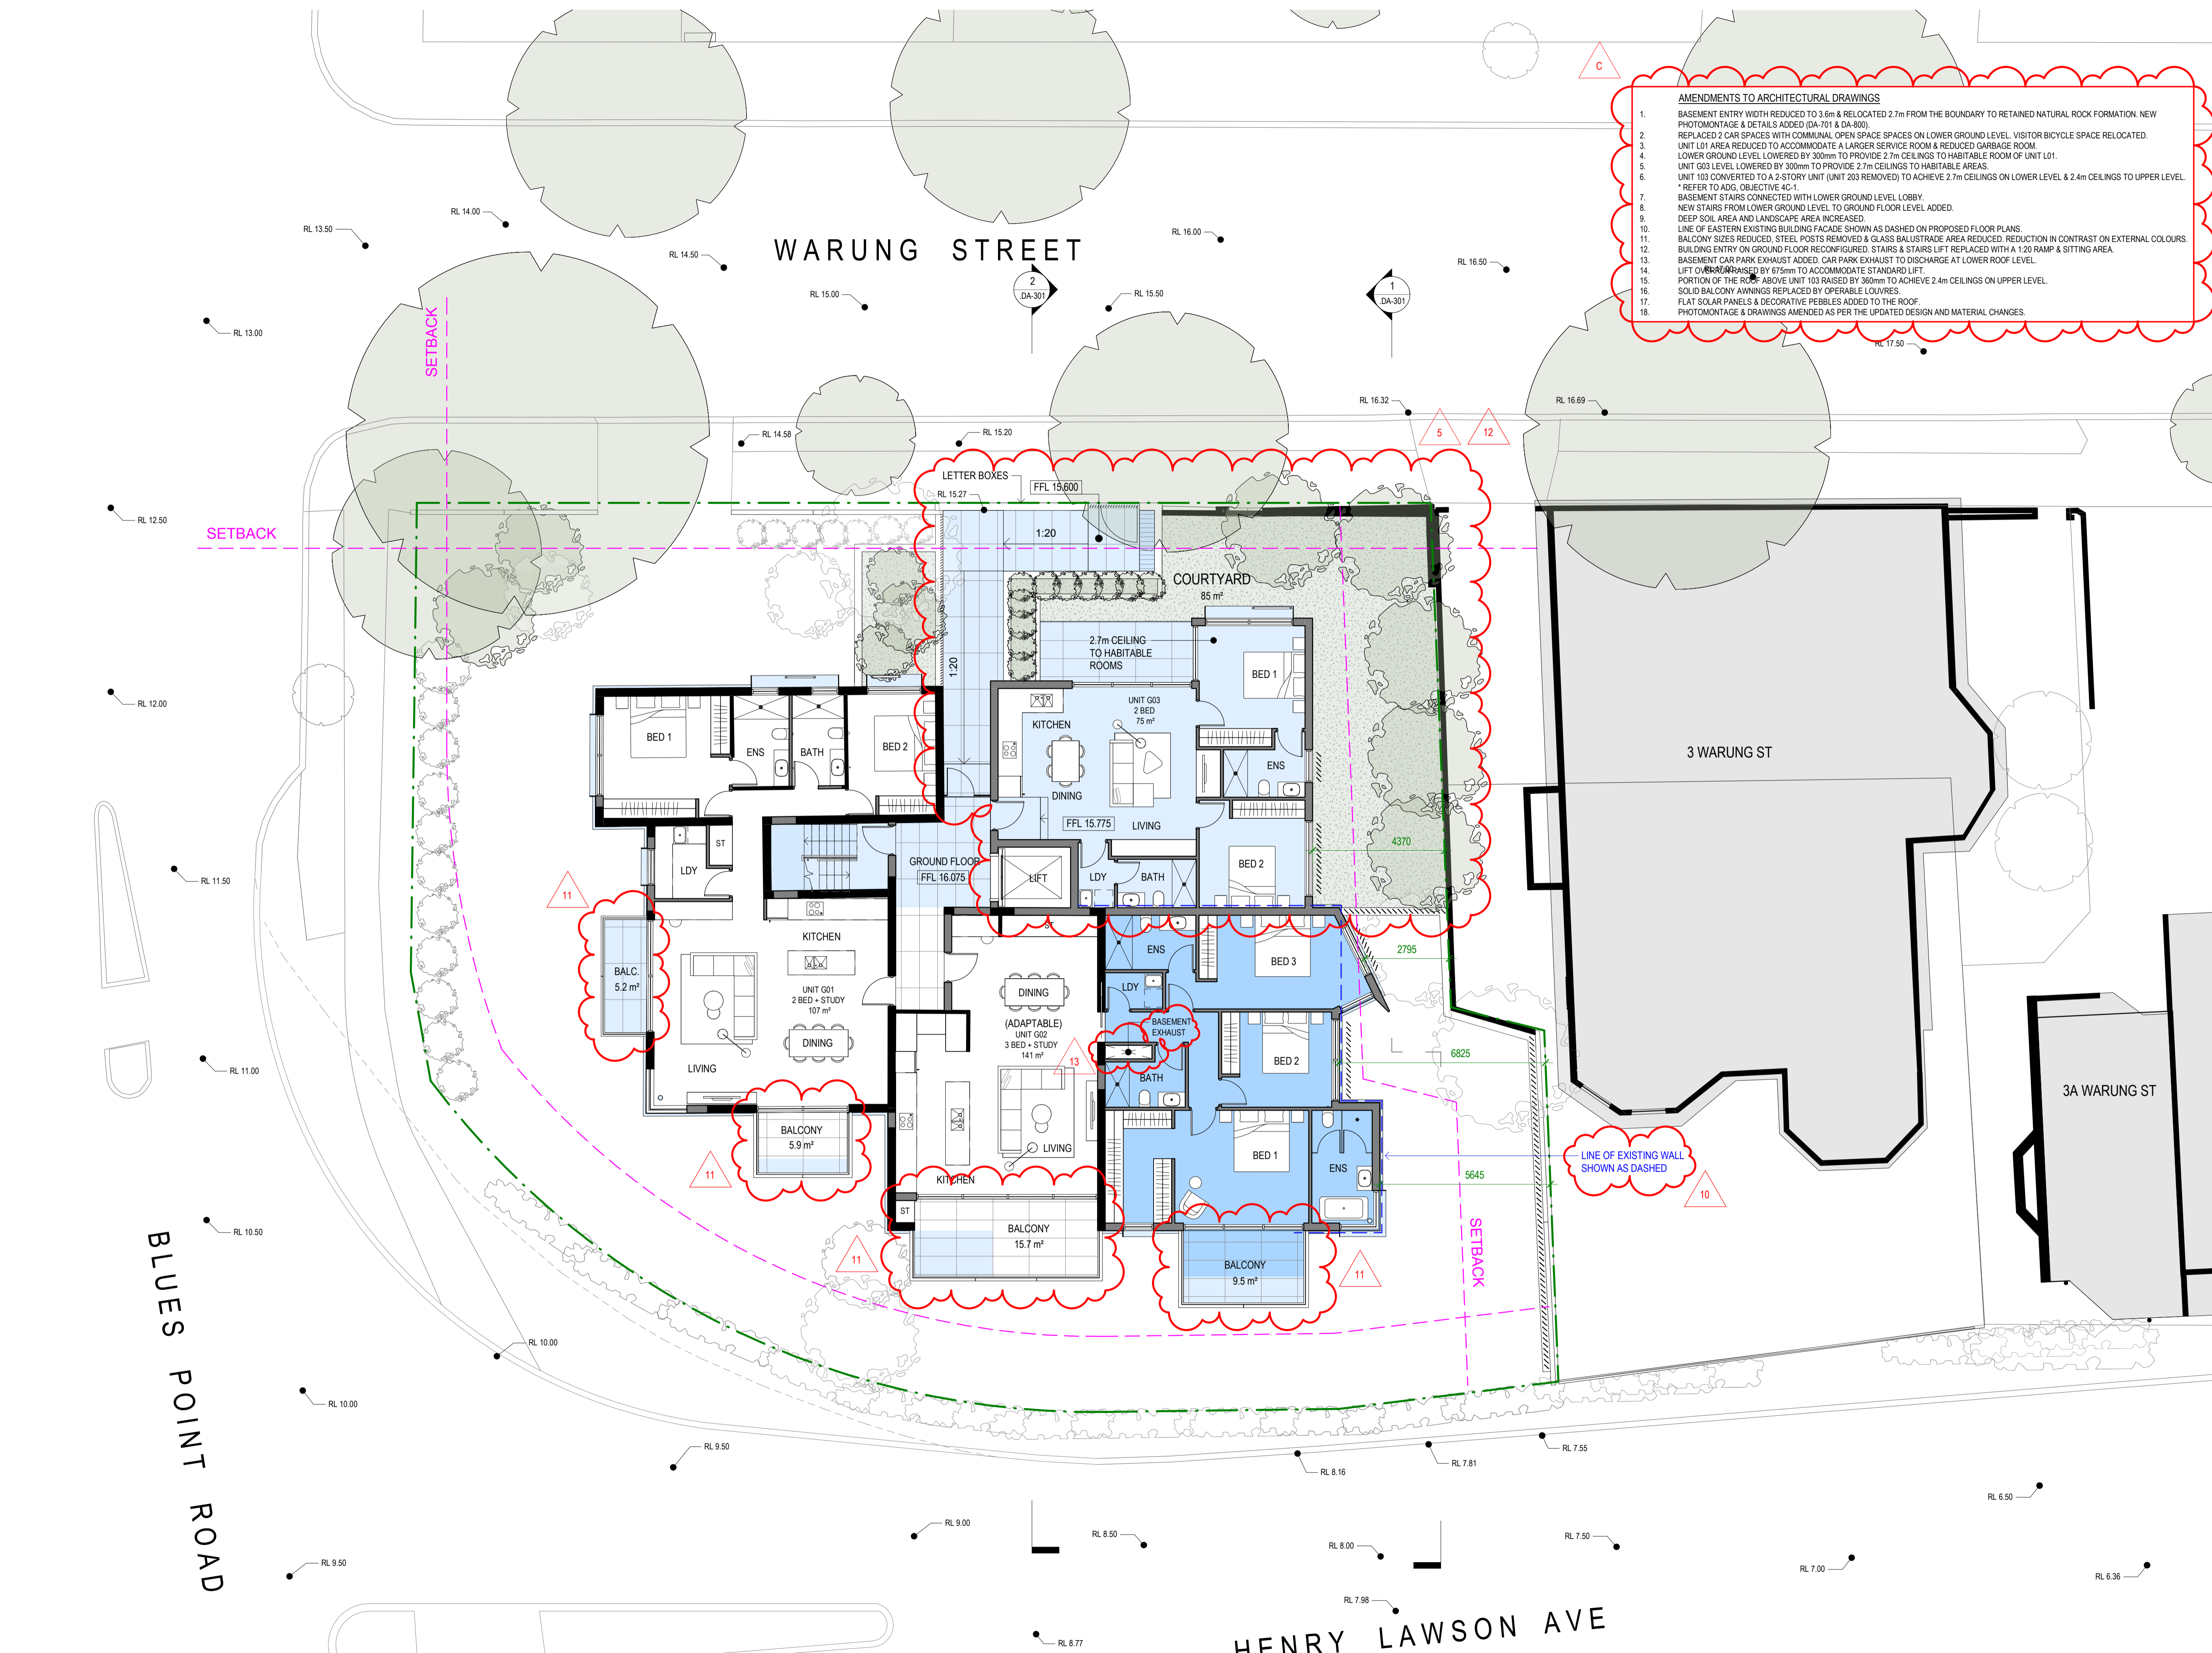 C
AMENDMENTS TO ARCHITECTURAL DRAWINGS
1. BASEMENT ENTRY WIDTH REDUCED TO 3.6m & RELOCATED 2.7m FROM THE BOUNDARY TO RETAINED NATURAL ROCK FORMATION. NEW
PHOTOMONTAGE & DETAILS ADDED (DA-701 & DA-800).
2. REPLACED 2 CAR SPACES WITH COMMUNAL OPEN SPACE SPACES ON LOWER GROUND LEVEL. VISITOR BICYCLE SPACE RELOCATED.
3. UNIT L01 AREA REDUCED TO ACCOMMODATE A LARGER SERVICE ROOM & REDUCED GARBAGE ROOM.
4. LOWER GROUND LEVEL LOWERED BY 300mm TO PROVIDE 2.7m CEILINGS TO HABITABLE ROOM OF UNIT L01.
5. UNIT G03 LEVEL LOWERED BY 300mm TO PROVIDE 2.7m CEILINGS TO HABITABLE AREAS.
6. UNIT 103 CONVERTED TO A 2-STORY UNIT (UNIT 203 REMOVED) TO ACHIEVE 2.7m CEILINGS ON LOWER LEVEL & 2.4m CEILINGS TO UPPER LEVEL.
* REFER TO ADG, OBJECTIVE 4C-1.
7. BASEMENT STAIRS CONNECTED WITH LOWER GROUND LEVEL LOBBY.
8. NEW STAIRS FROM LOWER GROUND LEVEL TO GROUND FLOOR LEVEL ADDED.
9. DEEP SOIL AREA AND LANDSCAPE AREA INCREASED.
10. LINE OF EASTERN EXISTING BUILDING FACADE SHOWN AS DASHED ON PROPOSED FLOOR PLANS.
11. BALCONY SIZES REDUCED, STEEL POSTS REMOVED & GLASS BALUSTRADE AREA REDUCED. REDUCTION IN CONTRAST ON EXTERNAL COLOURS.
12. BUILDING ENTRY ON GROUND FLOOR RECONFIGURED. STAIRS & STAIRS LIFT REPLACED WITH A 1:20 RAMP & SITTING AREA.
13. BASEMENT CAR PARK EXHAUST ADDED. CAR PARK EXHAUST TO DISCHARGE AT LOWER ROOF LEVEL.
14. LIFT OVERRUN RAISED BY 675mm TO ACCOMMODATE STANDARD LIFT.
15. PORTION OF THE ROOF ABOVE UNIT 103 RAISED BY 360mm TO ACHIEVE 2.4m CEILINGS ON UPPER LEVEL.
16. SOLID BALCONY AWNINGS REPLACED BY OPERABLE LOUVRES.
17. FLAT SOLAR PANELS & DECORATIVE PEBBLES ADDED TO THE ROOF.
18. PHOTOMONTAGE & DRAWINGS AMENDED AS PER THE UPDATED DESIGN AND MATERIAL CHANGES.
RL 17.50
RL 14.00
RL 13.50
RL 14.50
WARUNG STREET
RL 16.00
RL 16.50
RL 15.00
2
.DA-301
RL 15.50
1
.DA-301
RL 13.00
SETBACK
RL 16.32
RL 16.69
RL 14.58
RL 15.20
5
12
LETTER BOXES
FFL 15.600
RL 15.27
RL 12.50
SETBACK
1:20
COURTYARD
85 m²
1:20
2.7m CEILING
TO HABITABLE
ROOMS
BED 1
RL 12.00
UNIT G03
2 BED
75 m²
KITCHEN
BED 1
ENS
BATH
BED 2
ENS
DINING
FFL 15.775
LIVING
3 WARUNG ST
4370
ST
LDY
GROUND FLOOR
FFL 16.075
LIFT
LDY
BATH
BED 2
RL 11.50
11
KITCHEN
ST
ENS
BED 3
2795
BALC.
5.2 m²
UNIT G01
2 BED + STUDY
107 m²
DINING
LDY
(ADAPTABLE)
UNIT G02
3 BED + STUDY
141 m²
BASEMENT
EXHAUST
13
DINING
LIVING
BATH
BED 2
6825
RL 11.00
3A WARUNG ST
BALCONY
5.9 m²
11
LIVING
KITCHEN
BED 1
ENS
5645
LINE OF EXISTING WALL
SHOWN AS DASHED
10
ST
BALCONY
15.7 m²
11
BALCONY
9.5 m²
11
SETBACK
RL 10.50
BLUES POINT ROAD
RL 10.00
RL 10.00
RL 9.50
RL 8.16
RL 7.81
RL 7.55
RL 6.50
RL 9.00
RL 8.50
RL 8.00
RL 7.50
RL 7.00
RL 6.36
RL 9.50
RL 7.98
RL 8.77
HENRY LAWSON AVE